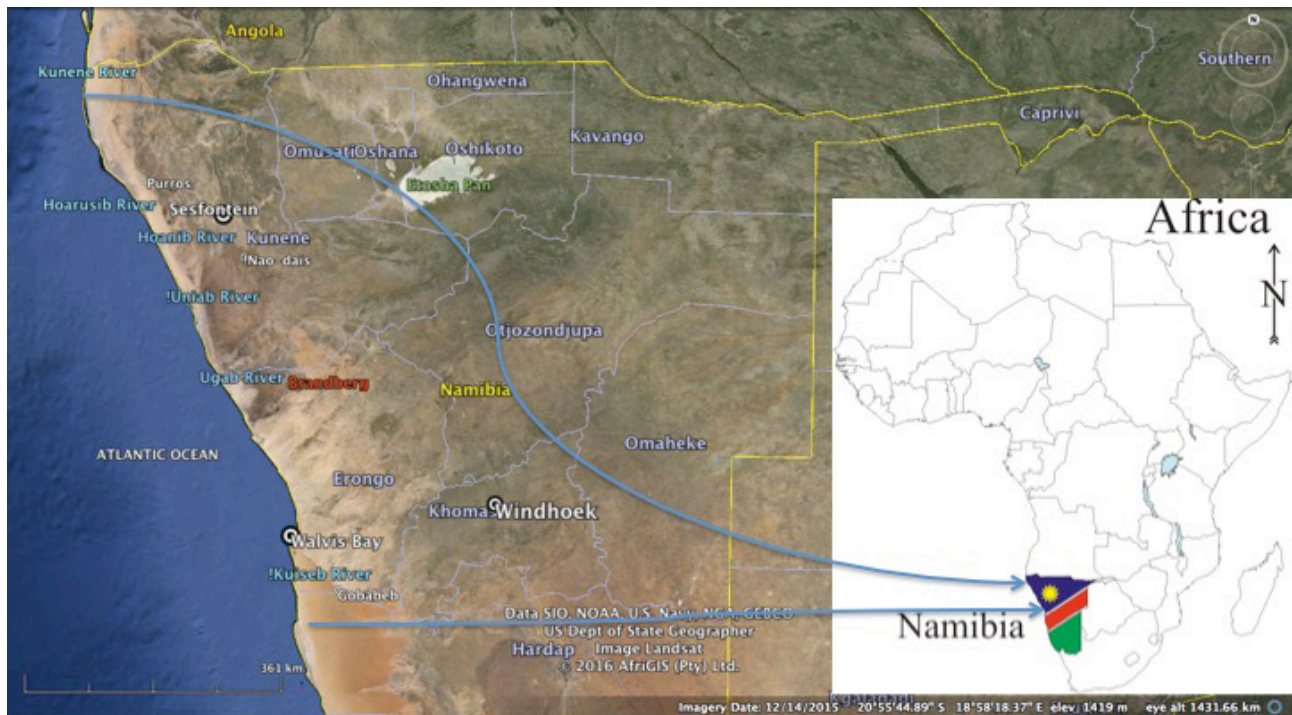 Angola
N
Southern
Kunene River
Ohangwena
Caprivi
Kavango
Omusati
Oshana
Oshikoto
Etosha Pan
Purros
Hoarusib River
Sesfontein
Hoanib River
Kunene
!Nao dais
!Uniab River
Otjozondjupa
Ugab River
Brandberg
Namibia
Omaheke
ATLANTIC OCEAN
Erongo
Khomas
Windhoek
Walvis Bay
!Kuiseb River
Gobabeb
Data SIO, NOAA, U.S. Navy, NGA, GEBCO
US Dept of State Geographer
Hardap
Image Landsat
© 2016 AfriGIS (Pty) Ltd.
361 km
Africa
N
Namibia
Imagery Date: 12/14/2015 20°55'44.89" S 18°58'18.37" E elev 1419 m eye alt 1431.66 km